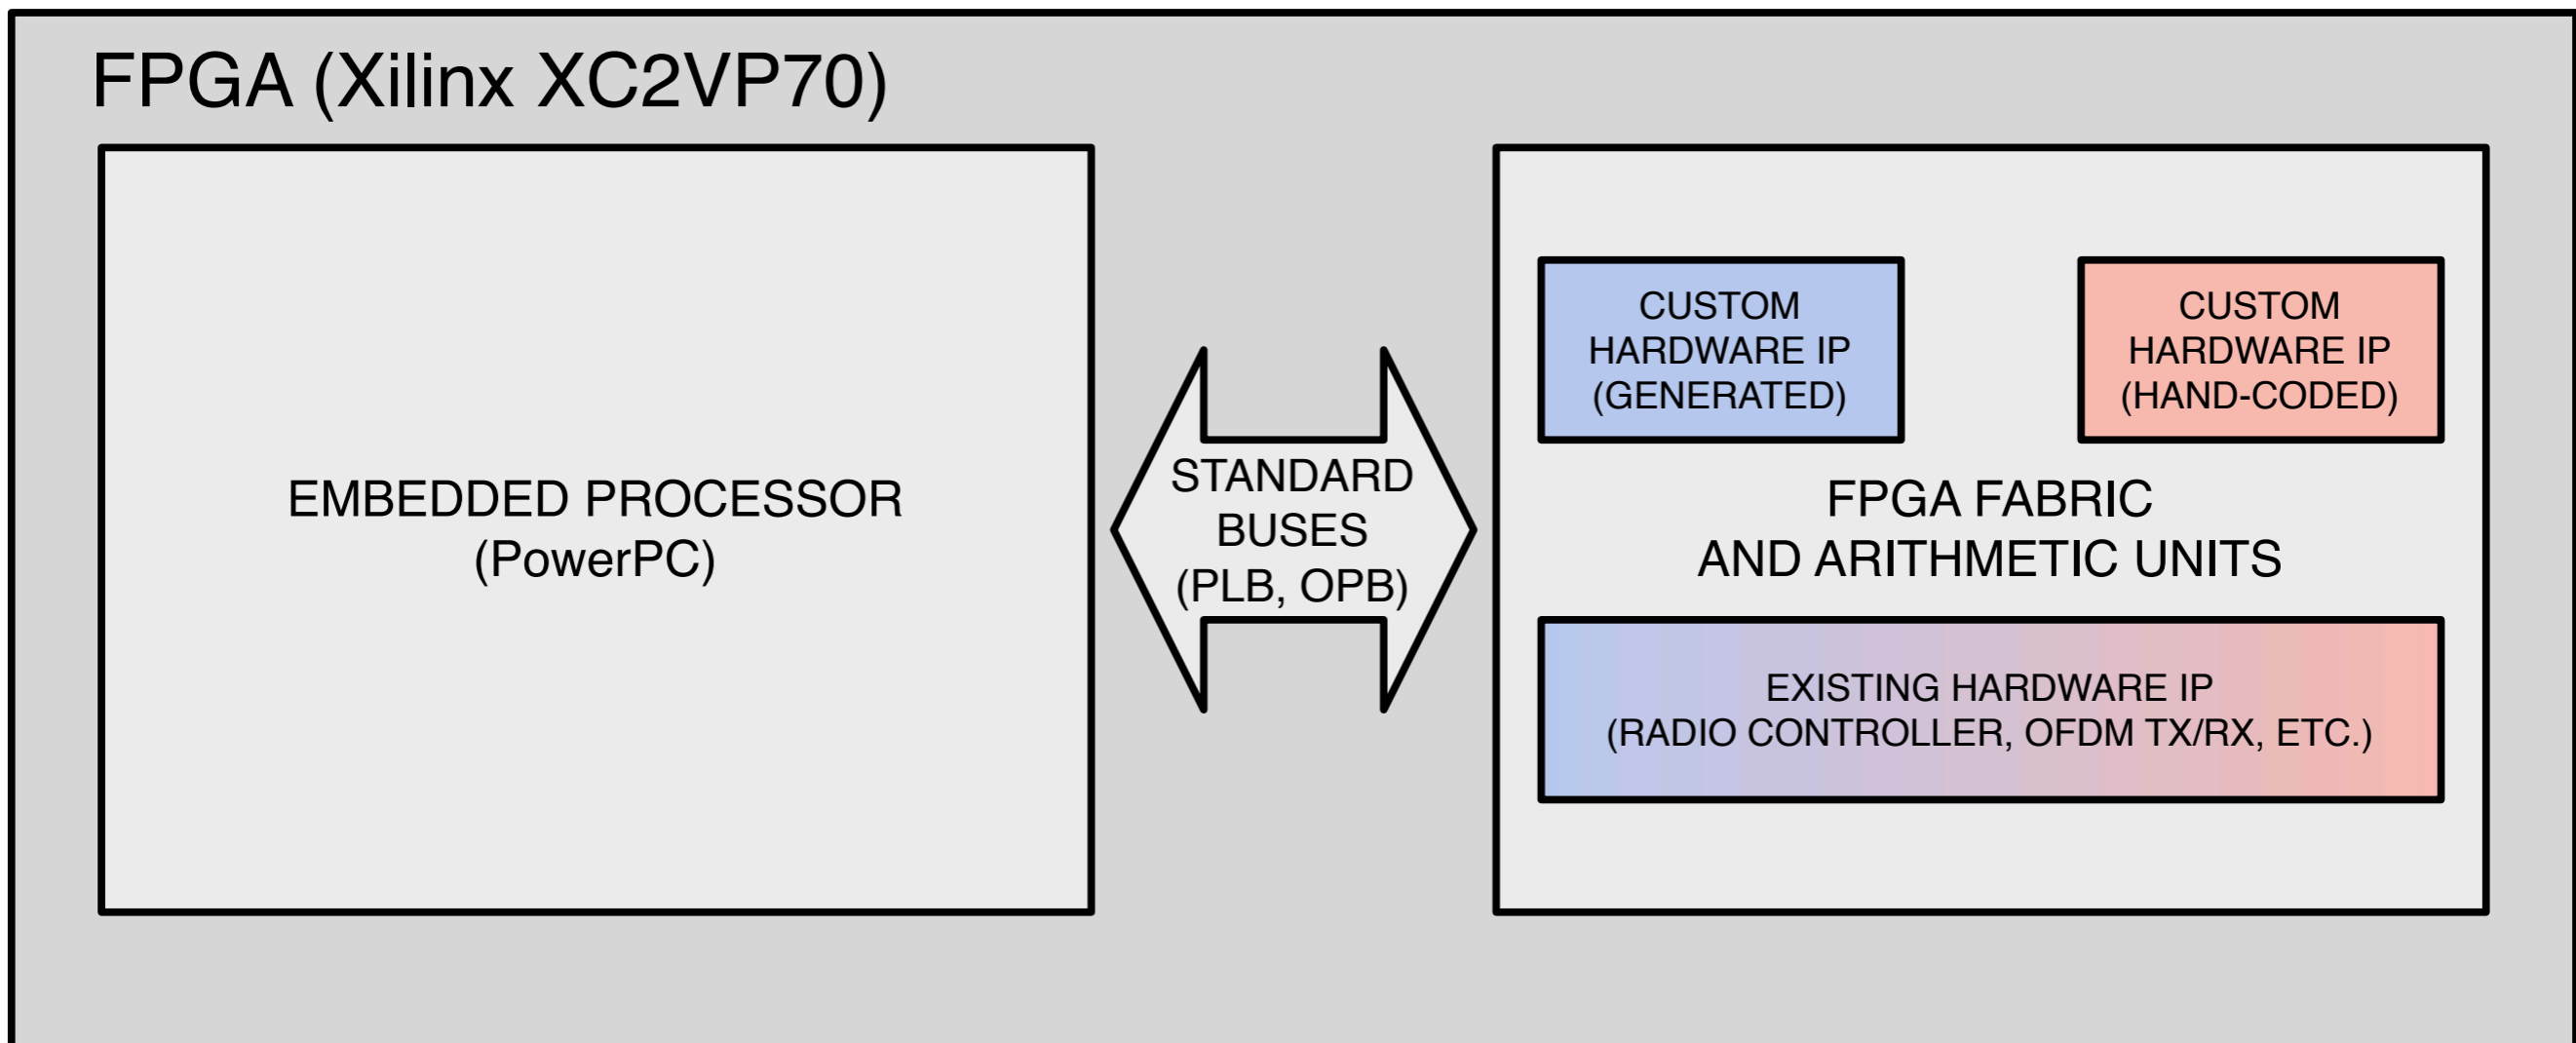 FPGA (Xilinx XC2VP70)
EMBEDDED PROCESSOR
(PowerPC)
STANDARD
BUSES
(PLB, OPB)
CUSTOM
HARDWARE IP
(GENERATED)
CUSTOM
HARDWARE IP
(HAND-CODED)
FPGA FABRIC
AND ARITHMETIC UNITS
EXISTING HARDWARE IP
(RADIO CONTROLLER, OFDM TX/RX, ETC.)